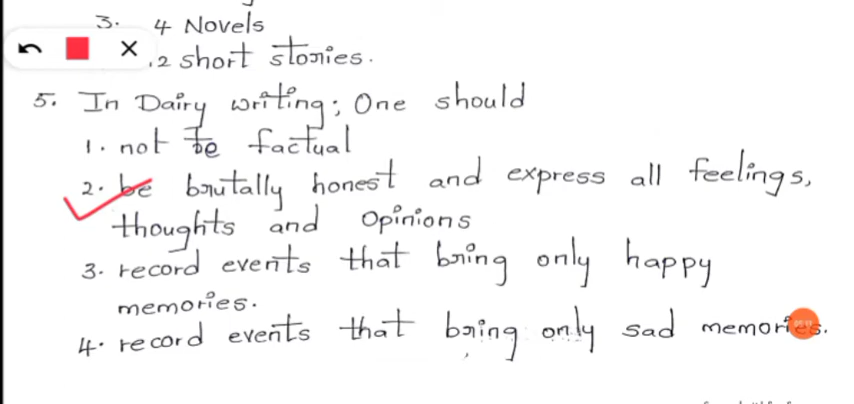 3. 4 Novels
.2 short stories.
5. In Dairy writing; One should
1. not be factual
2. be brutally honest and express all feelings,
thoughts and Opinions
3. record events that bring only happy
memories.
4. record events that bring only sad memories.